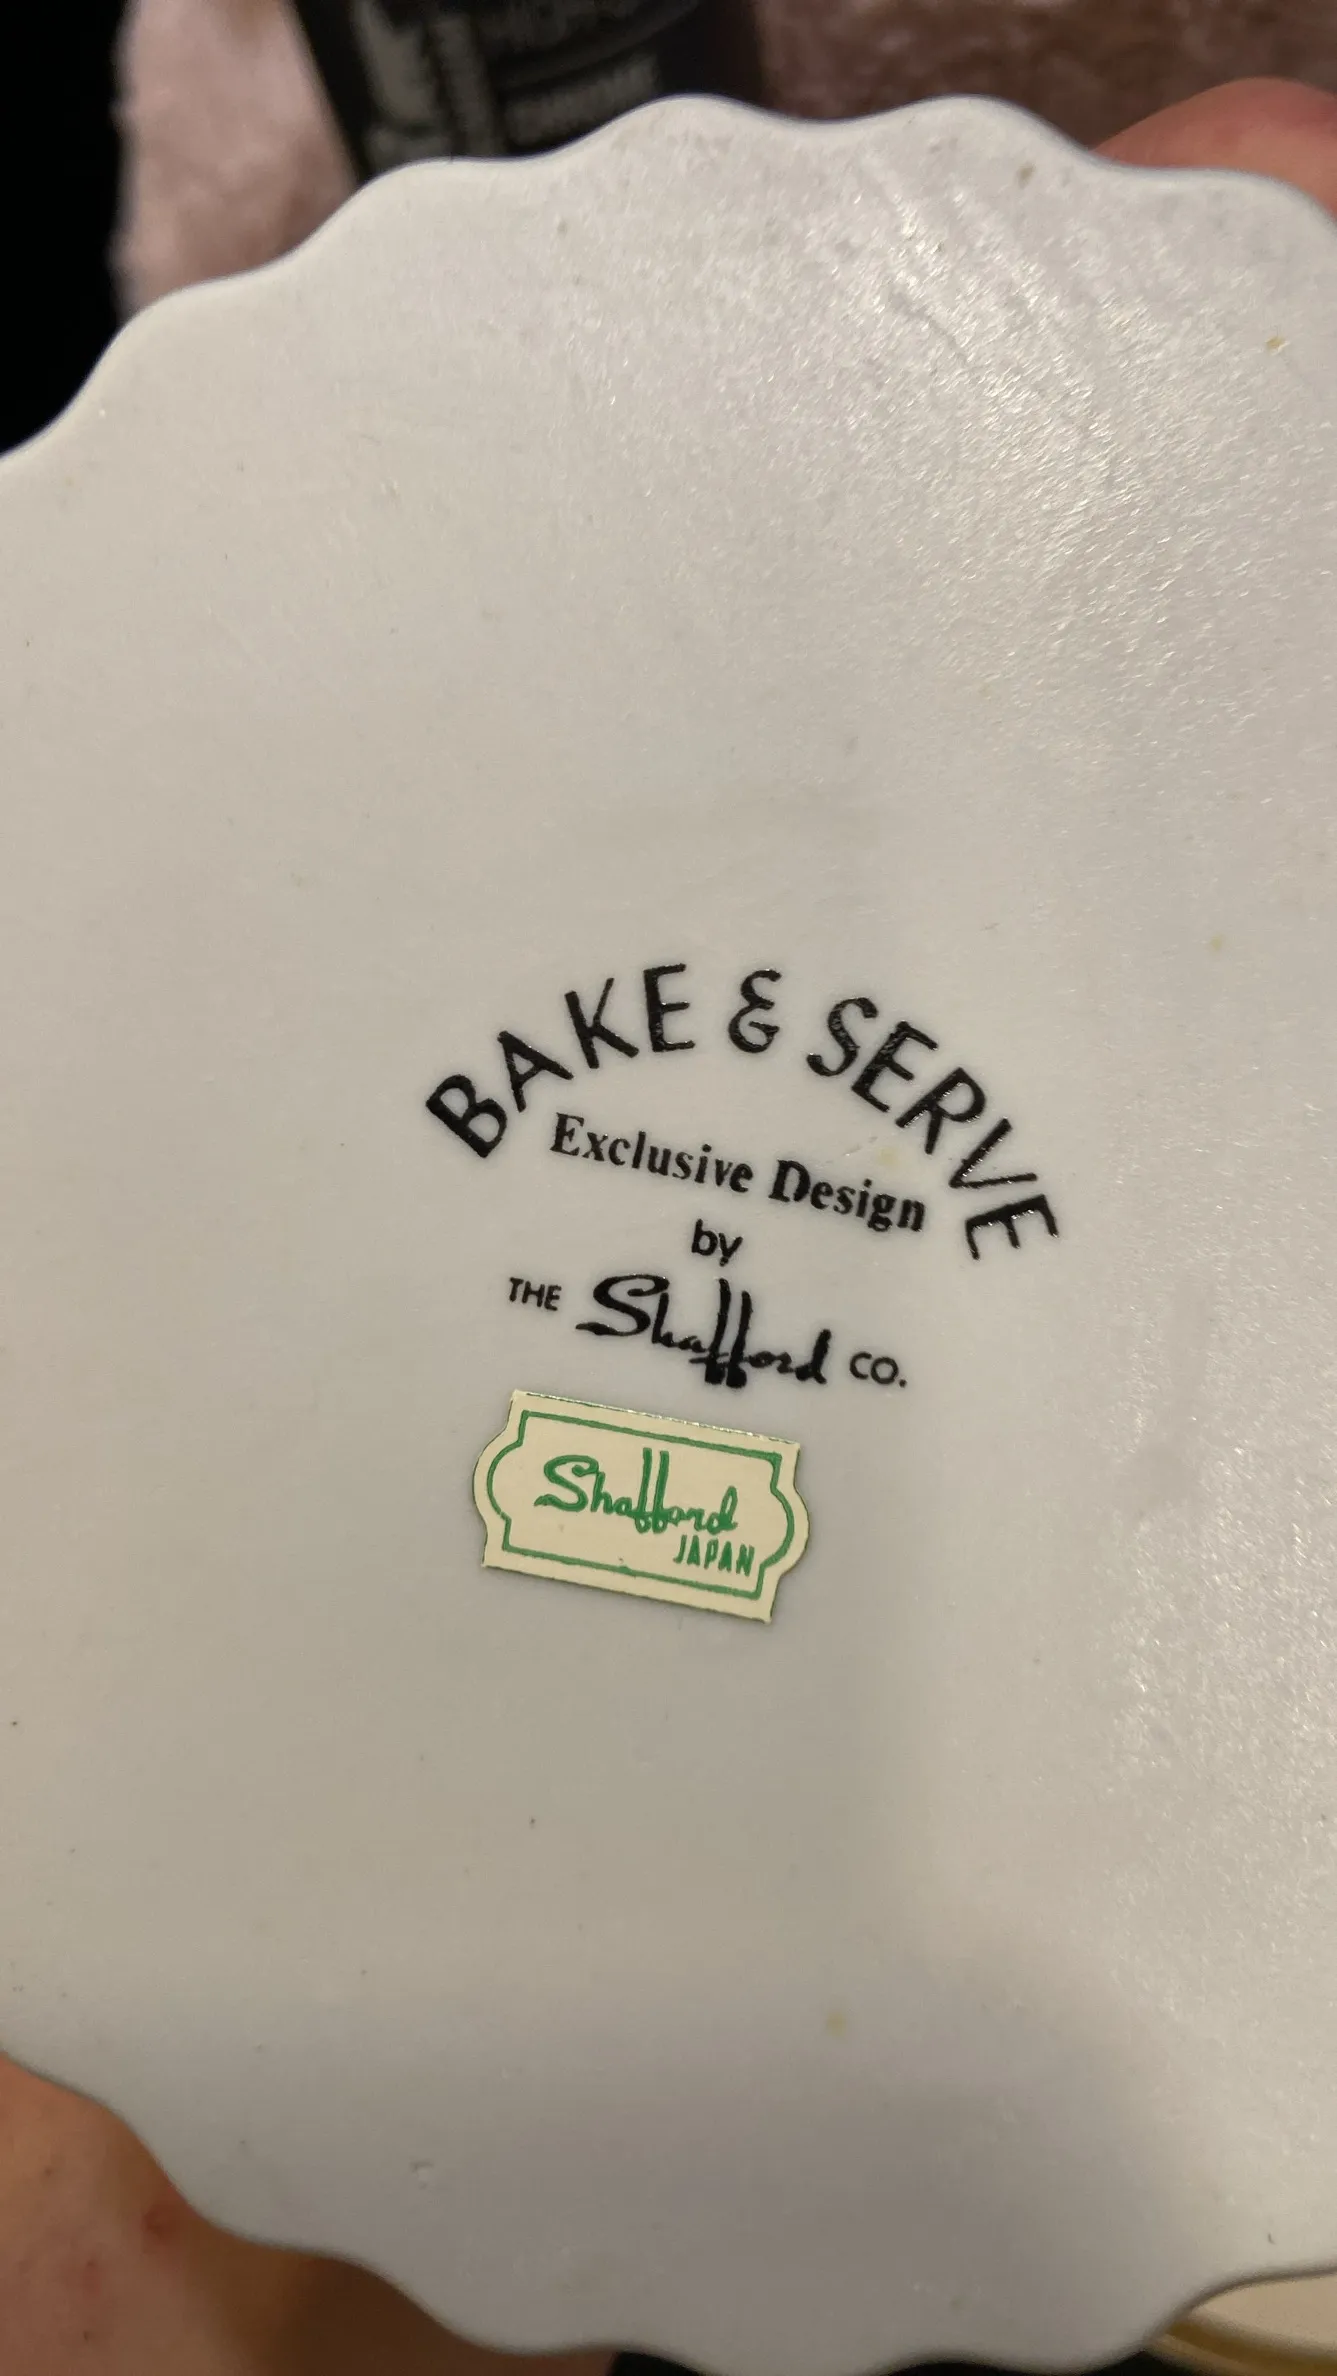 BAKE & SERVE
Exclusive Design
by
THE Shafford CO.
Shafford
JAPAN